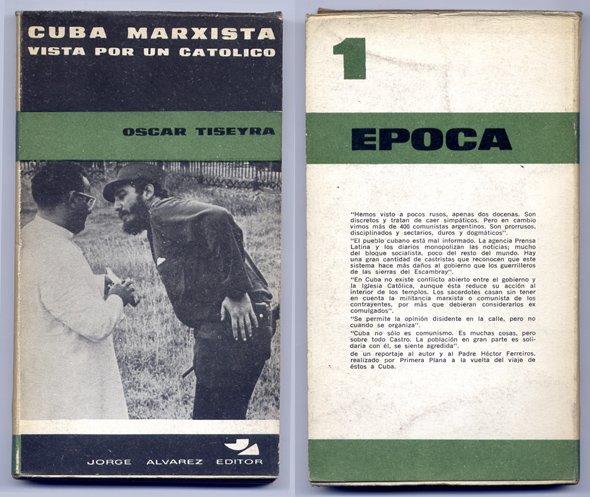 CUBA MARXISTA
VISTA POR UN CATOLICO
OSCAR TISEYRA
JORGE ALVAREZ EDITOR
1
EPOCA
"Hemos visto a pocos rusos, apenas dos docenas. Son
discretos y tratan de caer simpáticos. Pero en cambio
vimos más de 400 comunistas argentinos. Son prorrusos,
disciplinados y sectarios, duros y dogmáticos".
"El pueblo cubano está mal informado. La agencia Prensa
Latina y los diarios monopolizan las noticias; mucho
del bloque socialista, poco del resto del mundo. Hay
una gran cantidad de castristas que reconocen que este
sistema hace más daños al gobierno que los guerrilleros
de las sierras del Escambray".
"En Cuba no existe conflicto abierto entre el gobierno y
la Iglesia Católica, aunque ésta reduce su acción al
interior de los templos. Los sacerdotes casan sin tener
en cuenta la militancia marxista o comunista de los
contrayentes, por más que debieran considerarlos ex
comulgados".
"Se permite la opinión disidente en la calle, pero no
cuando se organiza".
"Cuba no sólo es comunismo. Es muchas cosas, pero
sobre todo Castro. La población en gran parte es soli-
daria con él, se siente agredida".
de un reportaje al autor y al Padre Héctor Ferreiros,
realizado por Primera Plana a la vuelta del viaje de
éstos a Cuba.